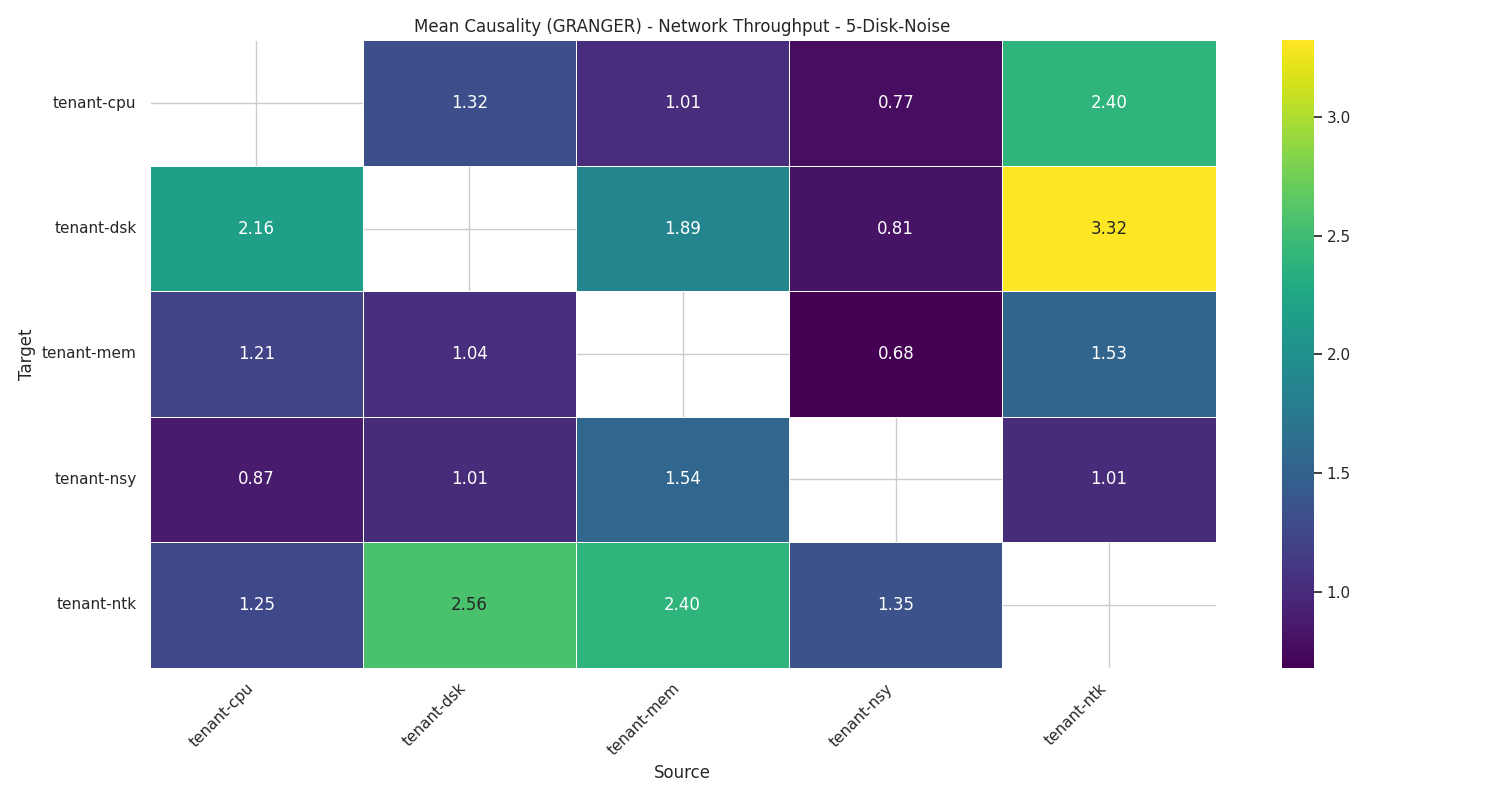 Mean Causality (GRANGER) - Network Throughput - 5-Disk-Noise
tenant-cpu
1.32
1.01
0.77
2.40
tenant-dsk
2.16
1.89
0.81
3.32
tenant-mem
1.21
1.04
0.68
1.53
tenant-nsy
0.87
1.01
1.54
1.01
tenant-ntk
1.25
2.56
2.40
1.35
Target
tenant-cpu
tenant-dsk
tenant-mem
tenant-nsy
tenant-ntk
Source
3.0
2.5
2.0
1.5
1.0